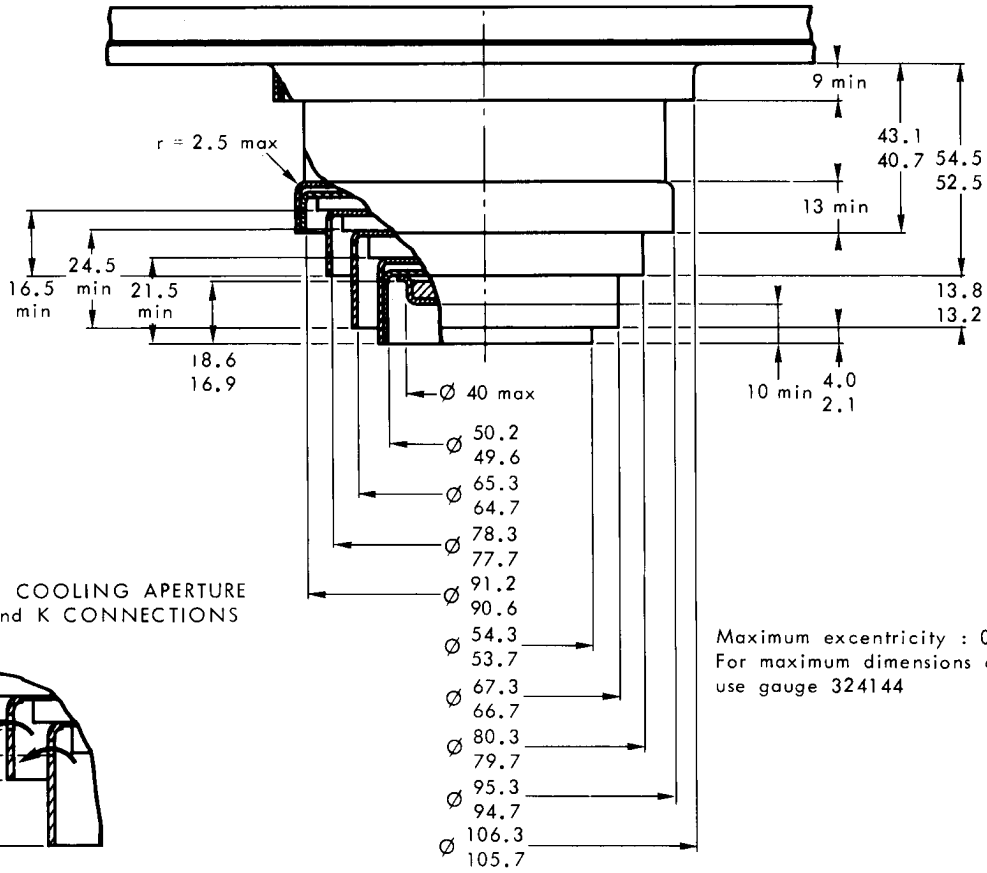 9 min
r = 2.5 max
43.1
40.7
54.5
52.5
13 min
16.5
min
24.5
min
21.5
min
18.6
16.9
13.8
13.2
10 min
4.0
2.1
Ø 40 max
Ø 50.2
49.6
Ø 65.3
64.7
Ø 78.3
77.7
Ø 91.2
90.6
Ø 54.3
53.7
Ø 67.3
66.7
Ø 80.3
79.7
Ø 95.3
94.7
Ø 106.3
105.7
COOLING APERTURE
nd K CONNECTIONS
Maximum excentricity : 0
For maximum dimensions
use gauge 324144